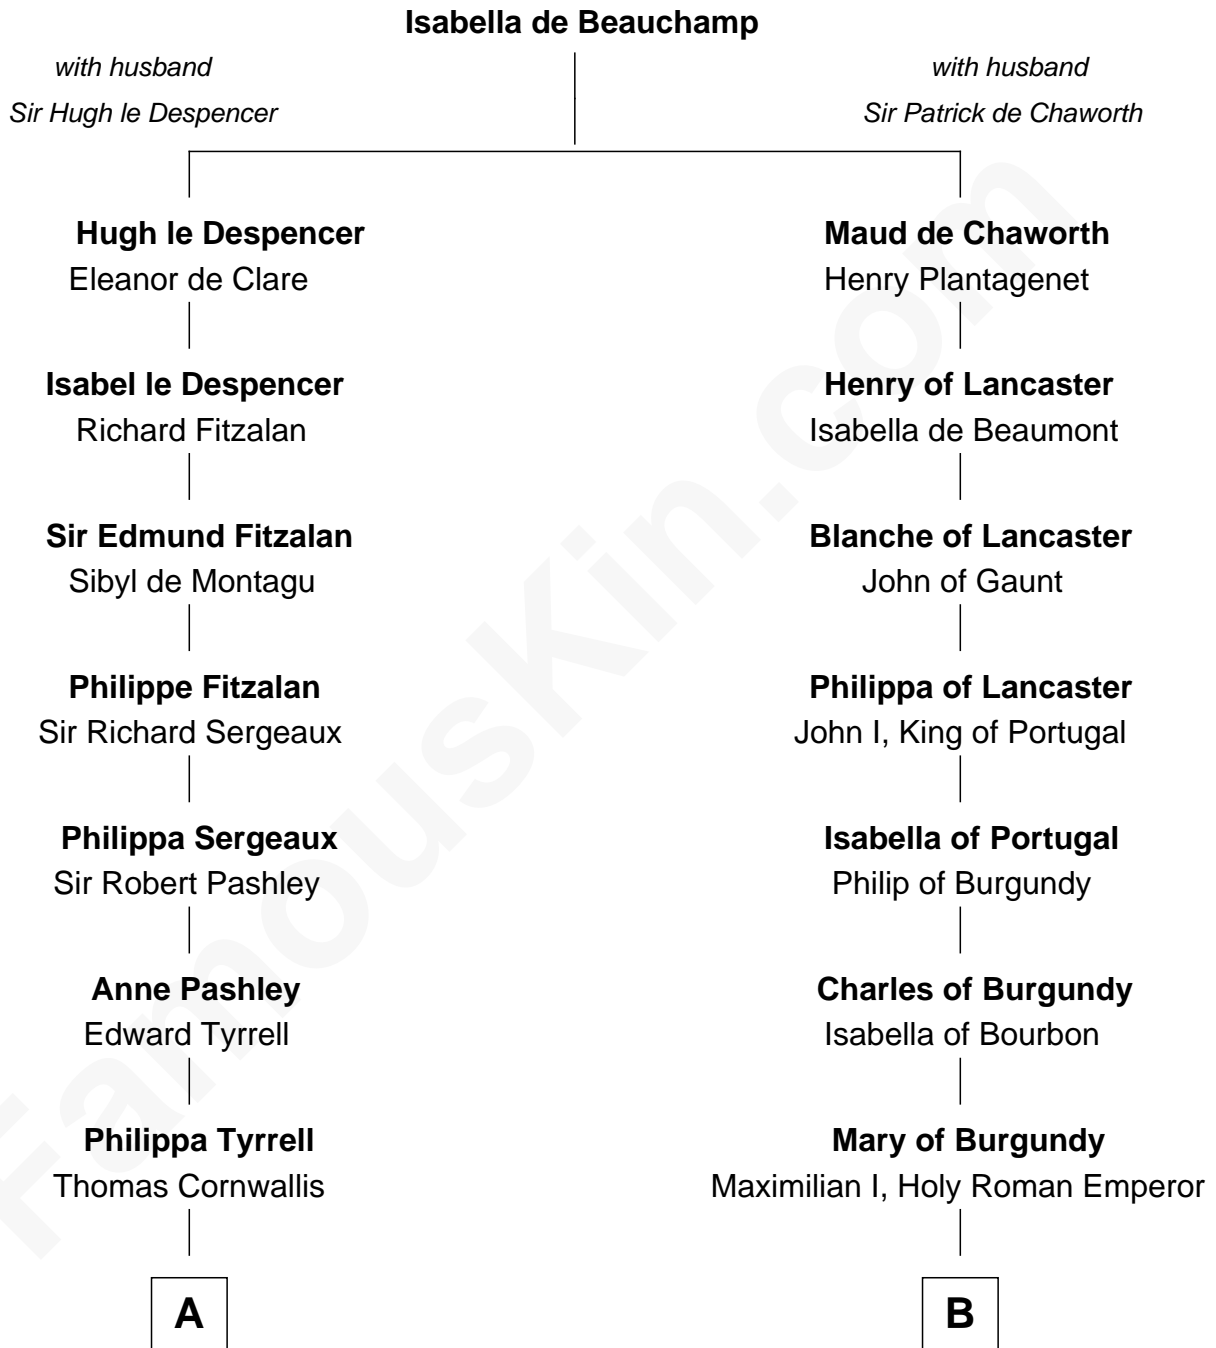 Isabella de Beauchamp
with husband
Sir Hugh le Despencer
with husband
Sir Patrick de Chaworth
Hugh le Despencer
Eleanor de Clare
Maud de Chaworth
Henry Plantagenet
Isabel le Despencer
Richard Fitzalan
Henry of Lancaster
Isabella de Beaumont
Sir Edmund Fitzalan
Sibyl de Montagu
Blanche of Lancaster
John of Gaunt
Philippe Fitzalan
Sir Richard Sergeaux
Philippa of Lancaster
John I, King of Portugal
Philippa Sergeaux
Sir Robert Pashley
Isabella of Portugal
Philip of Burgundy
Anne Pashley
Edward Tyrrell
Charles of Burgundy
Isabella of Bourbon
Philippa Tyrrell
Thomas Cornwallis
Mary of Burgundy
Maximilian I, Holy Roman Emperor
A
B
FamousKin.com